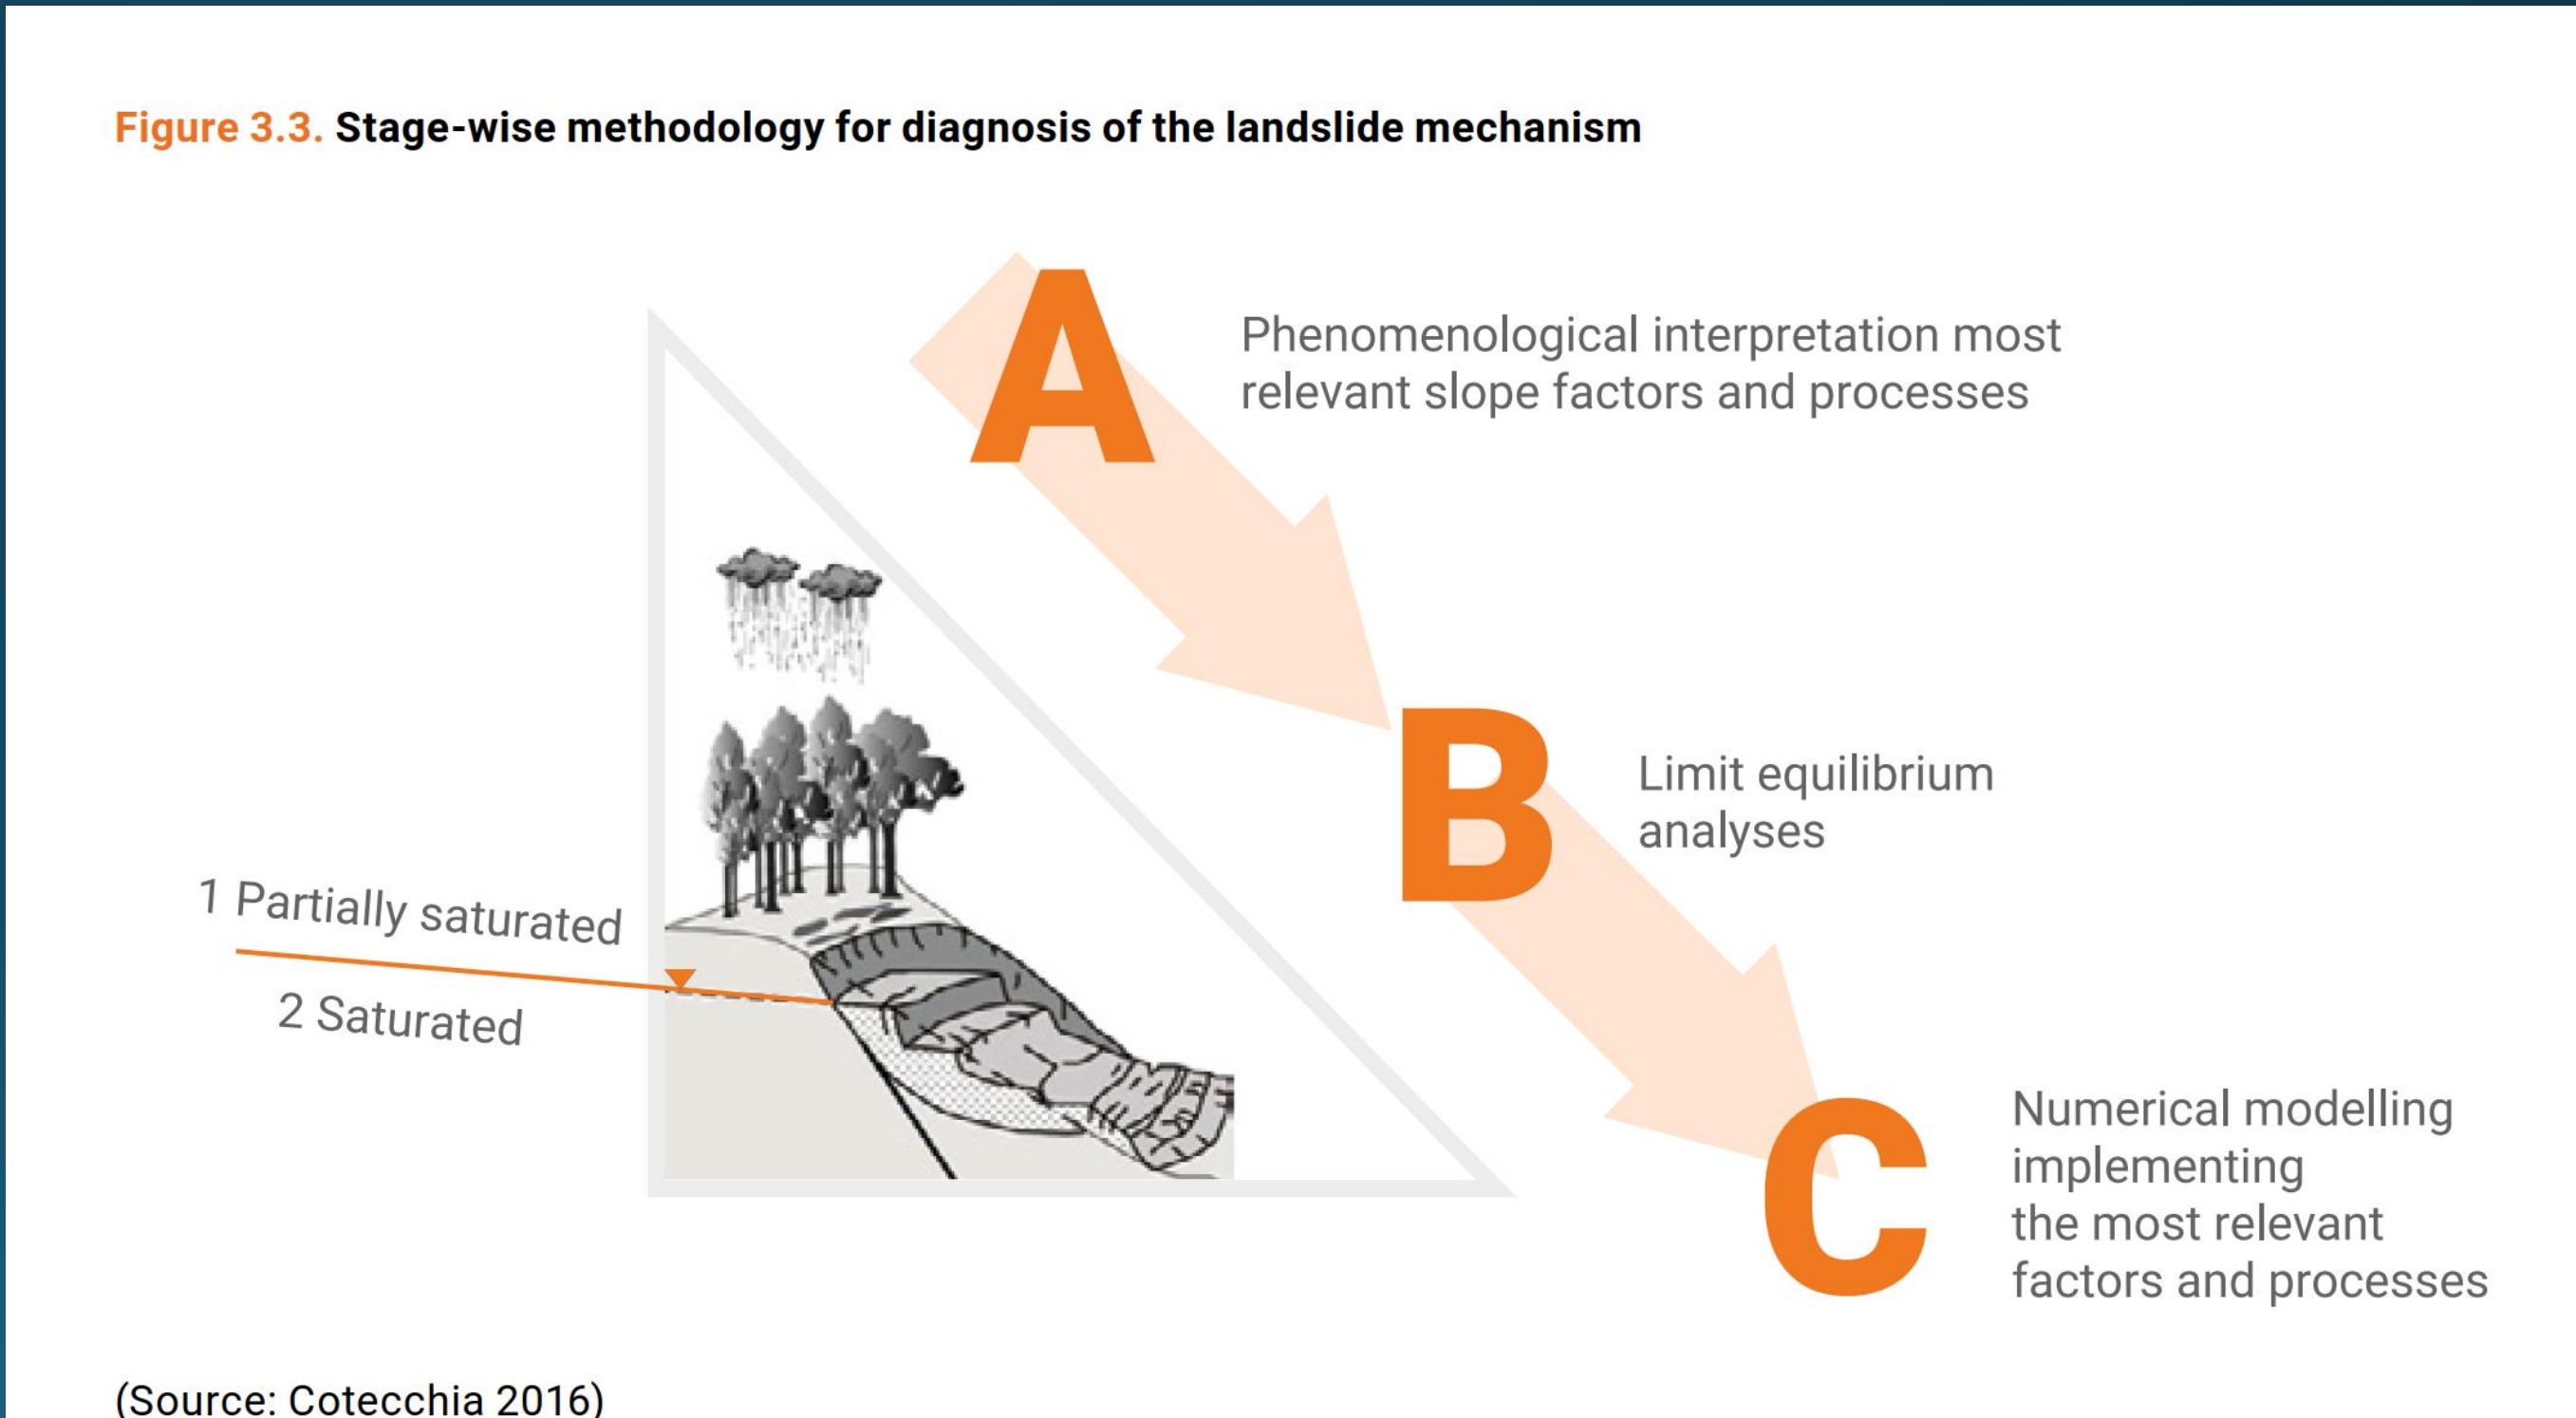 Figure 3.3. Stage-wise methodology for diagnosis of the landslide mechanism
A
Phenomenological interpretation most
relevant slope factors and processes
B
Limit equilibrium
analyses
1 Partially saturated
2 Saturated
C
Numerical modelling
implementing
the most relevant
factors and processes
(Source: Cotecchia 2016)